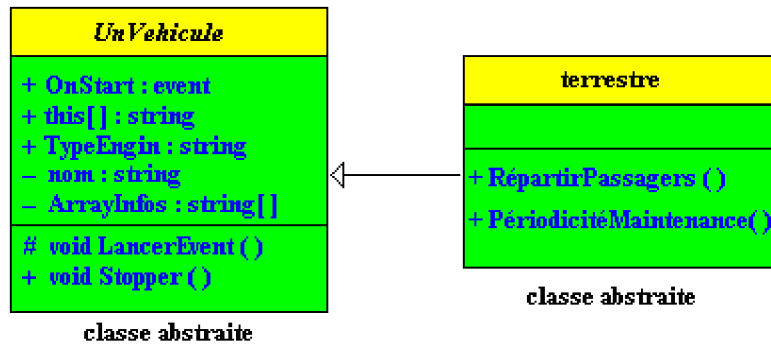 UnVehicule
+ OnStart : event
+ this[] : string
+ TypeEngin : string
– nom : string
– ArrayInfos : string[]
# void LancerEvent ()
+ void Stopper ()
classe abstraite
terrestre
+ RépartirPassagers ()
+ PériodicitéMaintenance()
classe abstraite